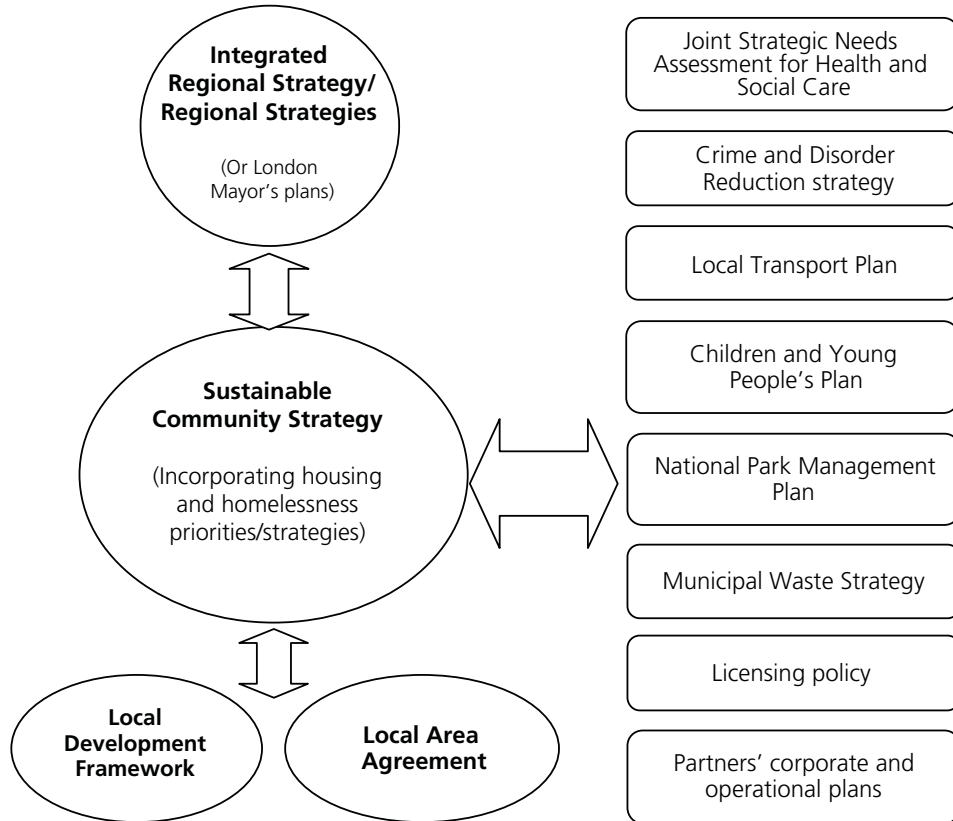 Integrated
Regional Strategy/
Regional Strategies
(Or London
Mayor’s plans)
Sustainable
Community Strategy
(Incorporating housing
and homelessness
priorities/strategies)
Local
Development
Framework
Local Area
Agreement
Joint Strategic Needs
Assessment for Health and
Social Care
Crime and Disorder
Reduction strategy
Local Transport Plan
Children and Young
People’s Plan
National Park Management
Plan
Municipal Waste Strategy
Licensing policy
Partners’ corporate and
operational plans